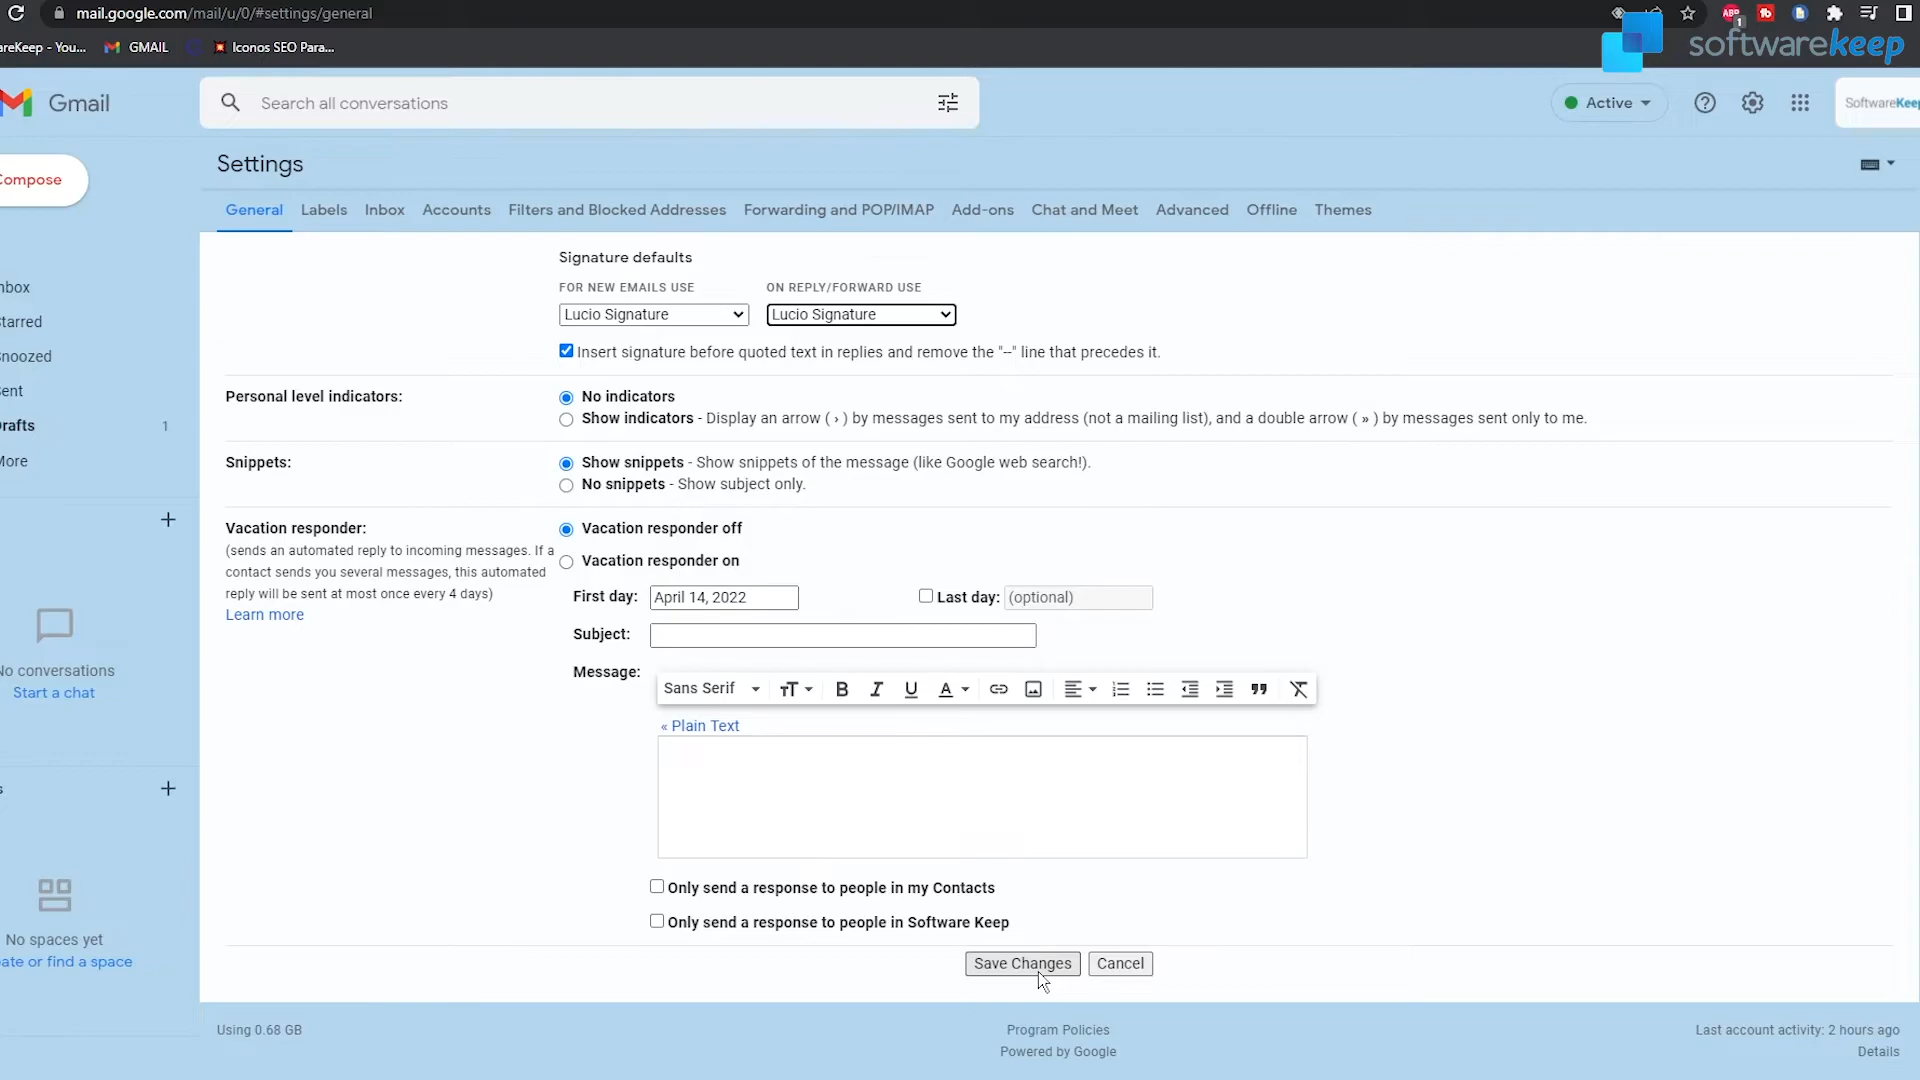 mail.google.com/mail/u/0/#settings/general
areKeep - You... GMAIL Iconos SEO Para...
softwarekeep
Gmail
Search all conversations
Active
SoftwareKeep
Compose
Settings
General Labels Inbox Accounts Filters and Blocked Addresses Forwarding and POP/IMAP Add-ons Chat and Meet Advanced Offline Themes
nbox
tarred
noozed
ent
rafts 1
More
No conversations
Start a chat
s
No spaces yet
ate or find a space
Signature defaults
FOR NEW EMAILS USE ON REPLY/FORWARD USE
Lucio Signature Lucio Signature
Insert signature before quoted text in replies and remove the "--" line that precedes it.
Personal level indicators:
No indicators
Show indicators - Display an arrow ( › ) by messages sent to my address (not a mailing list), and a double arrow ( » ) by messages sent only to me.
Snippets:
Show snippets - Show snippets of the message (like Google web search!).
No snippets - Show subject only.
Vacation responder:
(sends an automated reply to incoming messages. If a
contact sends you several messages, this automated
reply will be sent at most once every 4 days)
Learn more
Vacation responder off
Vacation responder on
First day: April 14, 2022 Last day: (optional)
Subject:
Message:
Sans Serif
« Plain Text
Only send a response to people in my Contacts
Only send a response to people in Software Keep
Save Changes Cancel
Using 0.68 GB
Program Policies
Powered by Google
Last account activity: 2 hours ago
Details